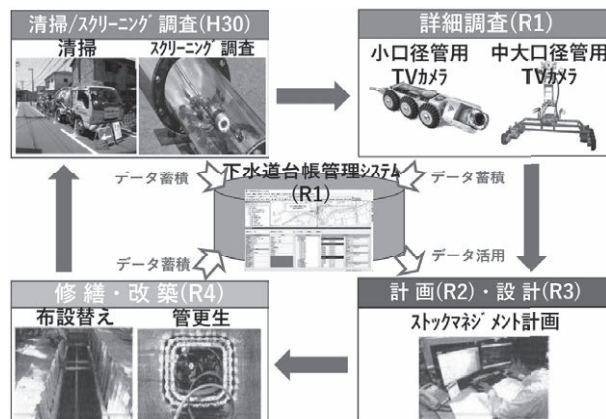 清掃/スクリーニング調査(H30)
清掃
スクリーニング調査
詳細調査(R1)
小口径管用
TVカメラ
中大口径管用
TVカメラ
データ蓄積
下水道台帳管理システム
(R1)
データ蓄積
データ蓄積
データ活用
修繕・改築(R4)
布設替え
管更生
計画(R2)・設計(R3)
ストックマネジメント計画